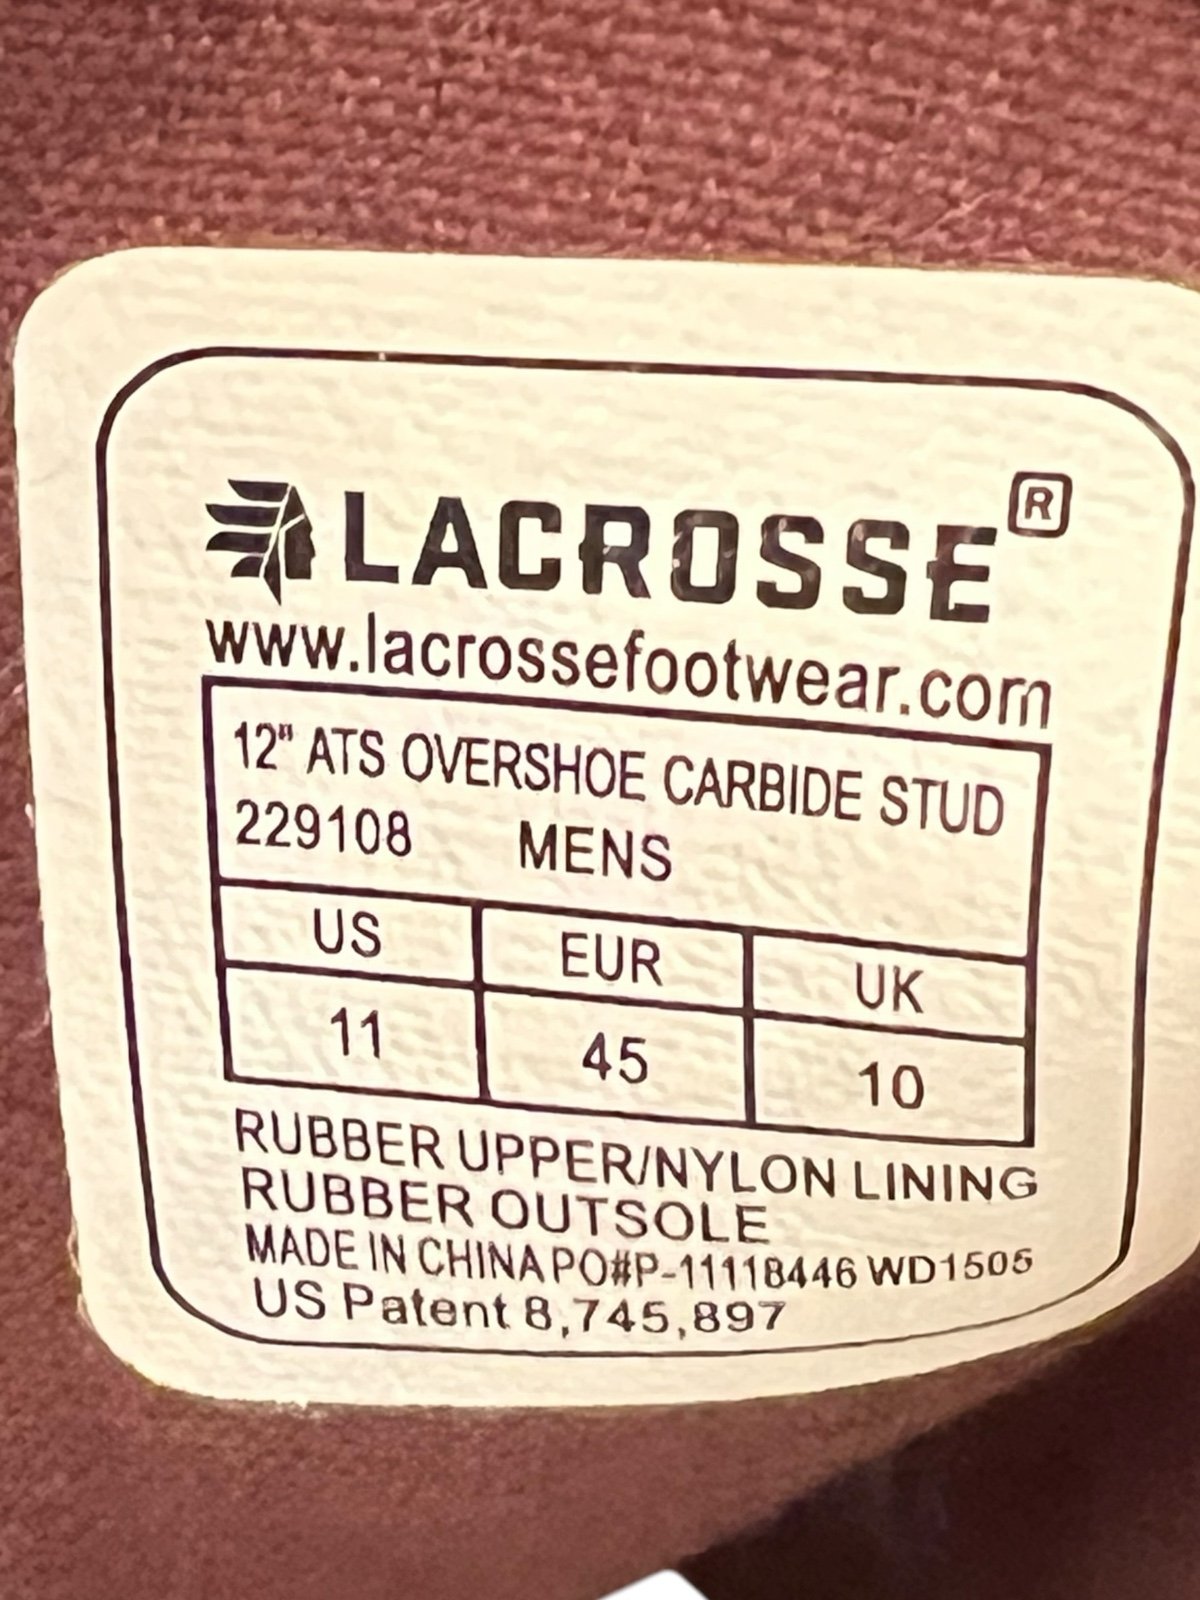 LACROSSE®
www.lacrossefootwear.com
12" ATS OVERSHOE CARBIDE STUD
229108 MENS
US EUR UK
11 45 10
RUBBER UPPER/NYLON LINING
RUBBER OUTSOLE
MADE IN CHINA PO#P-11118446 WD1505
US Patent 8,745,897